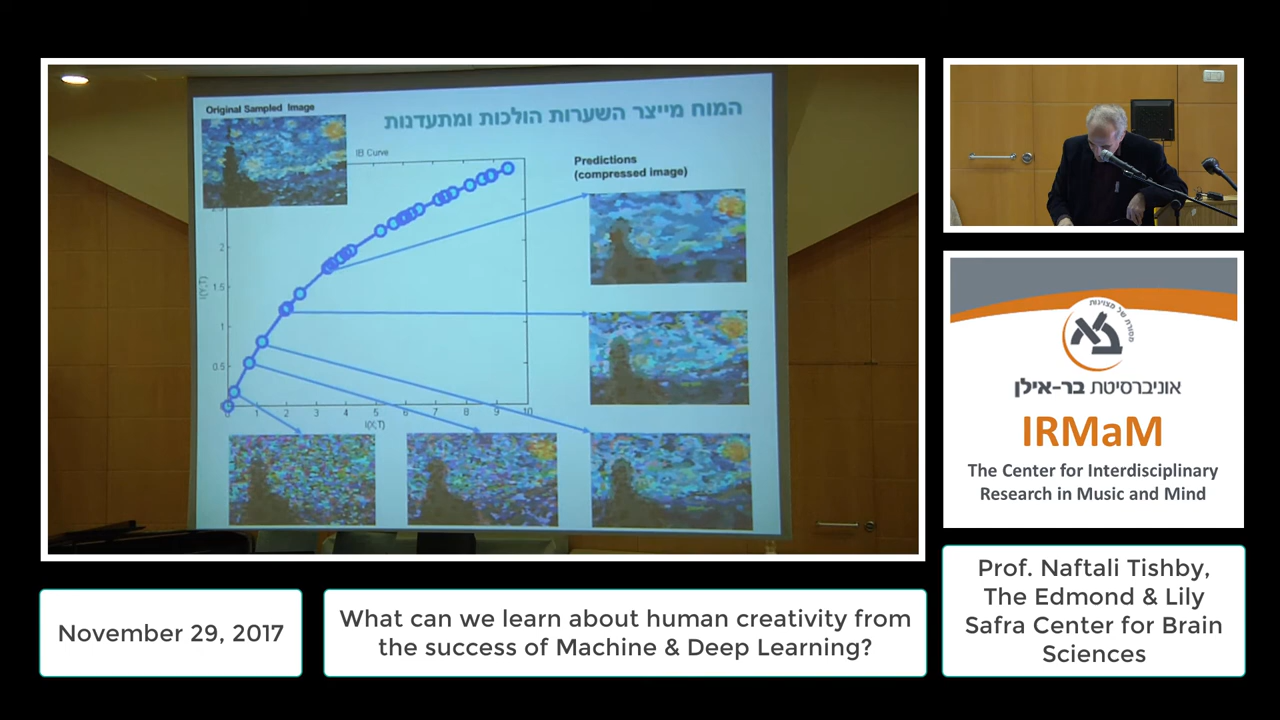 Original Sampled Image
המוח מייצר השערות הולכות ומתעדנות
IB Curve
Predictions
(compressed image)
2
1.5
1
0.5
I(Y;T)
0 1 2 3 4 5 6 7 8 9 10
I(X;T)
מסורת של מצוינות
אוניברסיטת בר-אילן
IRMaM
The Center for Interdisciplinary
Research in Music and Mind
November 29, 2017
What can we learn about human creativity from
the success of Machine & Deep Learning?
Prof. Naftali Tishby,
The Edmond & Lily
Safra Center for Brain
Sciences